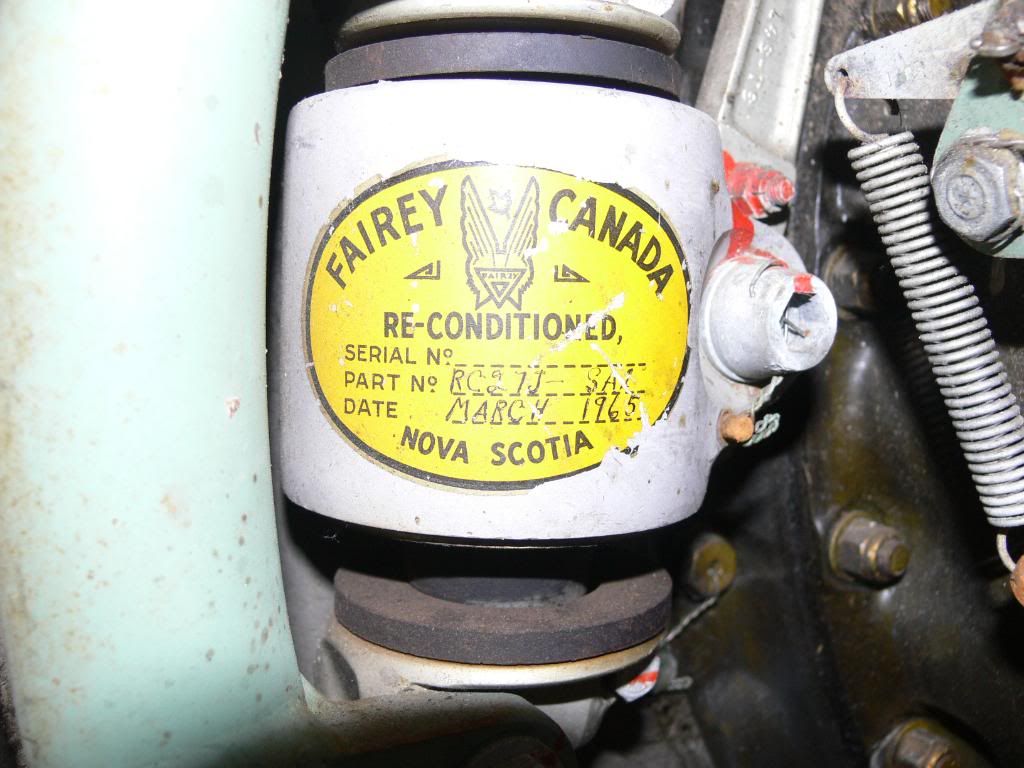 FAIREY CANADA
FAIREY
RE-CONDITIONED,
SERIAL Nº
PART Nº
DATE MARCH 1965
NOVA SCOTIA